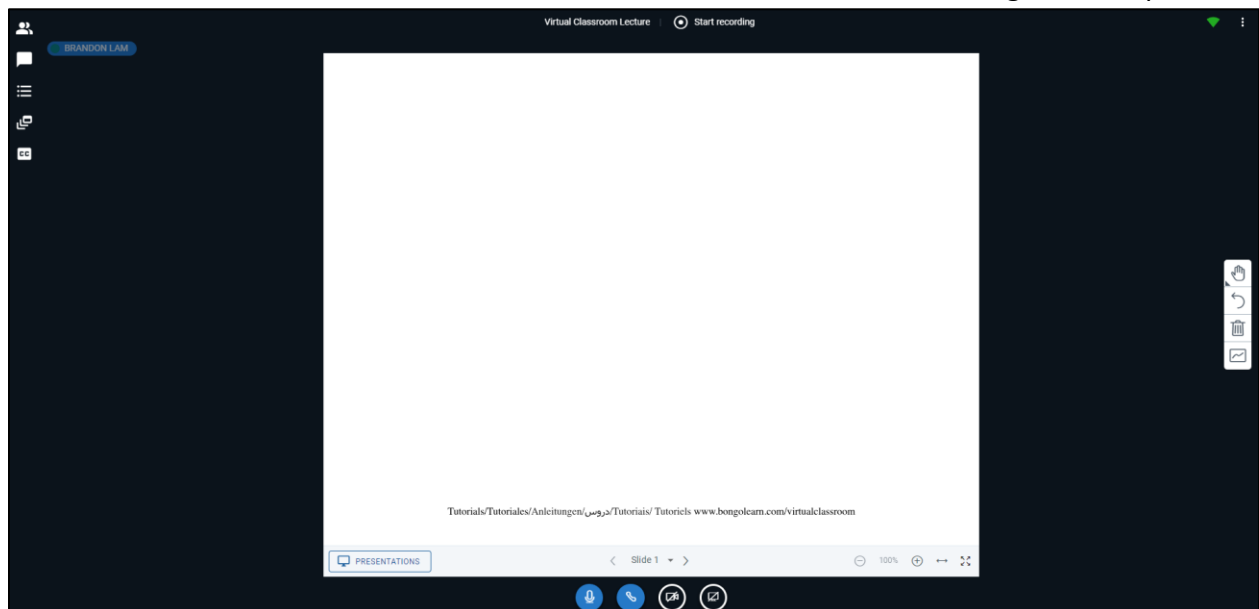 Virtual Classroom Lecture | Start recording
BRANDON LAM
CC
Tutorials/Tutoriales/Anleitungen/دروس/Tutoriais/ Tutoriels www.bongolearn.com/virtualclassroom
PRESENTATIONS Slide 1 100%